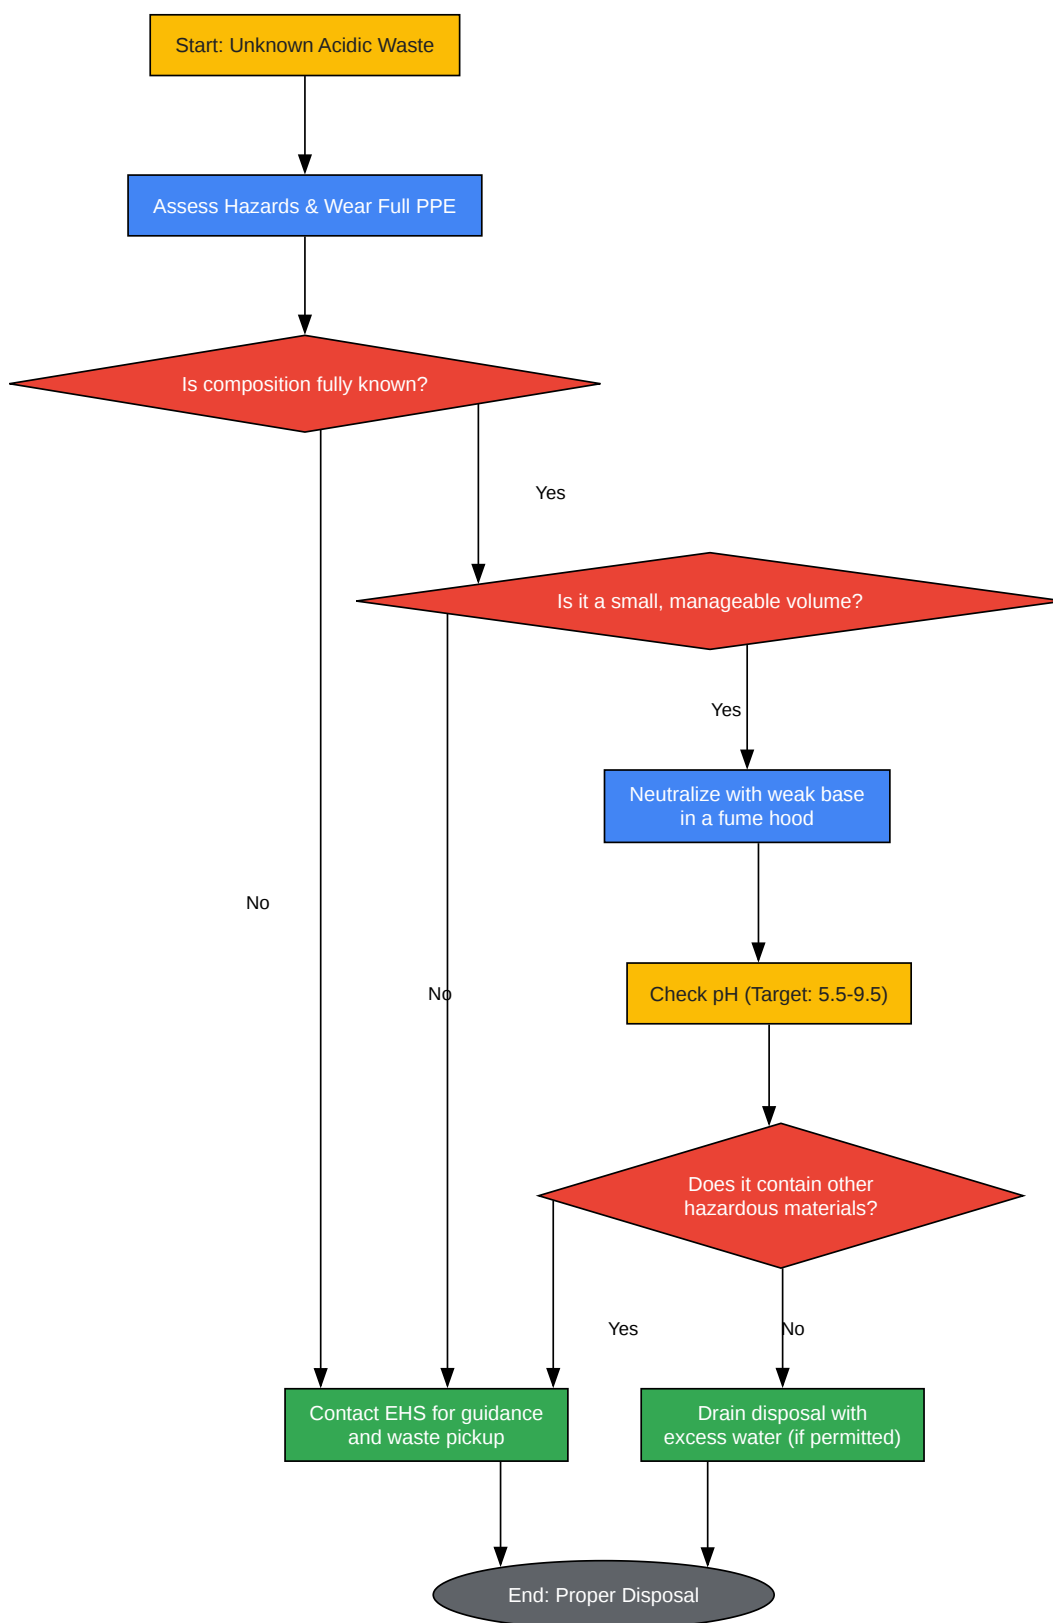 Start: Unknown Acidic Waste
Assess Hazards & Wear Full PPE
Is composition fully known?
Yes
Is it a small, manageable volume?
Yes
Neutralize with weak base
in a fume hood
No
No
Check pH (Target: 5.5-9.5)
Does it contain other
hazardous materials?
Yes
No
Contact EHS for guidance
and waste pickup
Drain disposal with
excess water (if permitted)
End: Proper Disposal